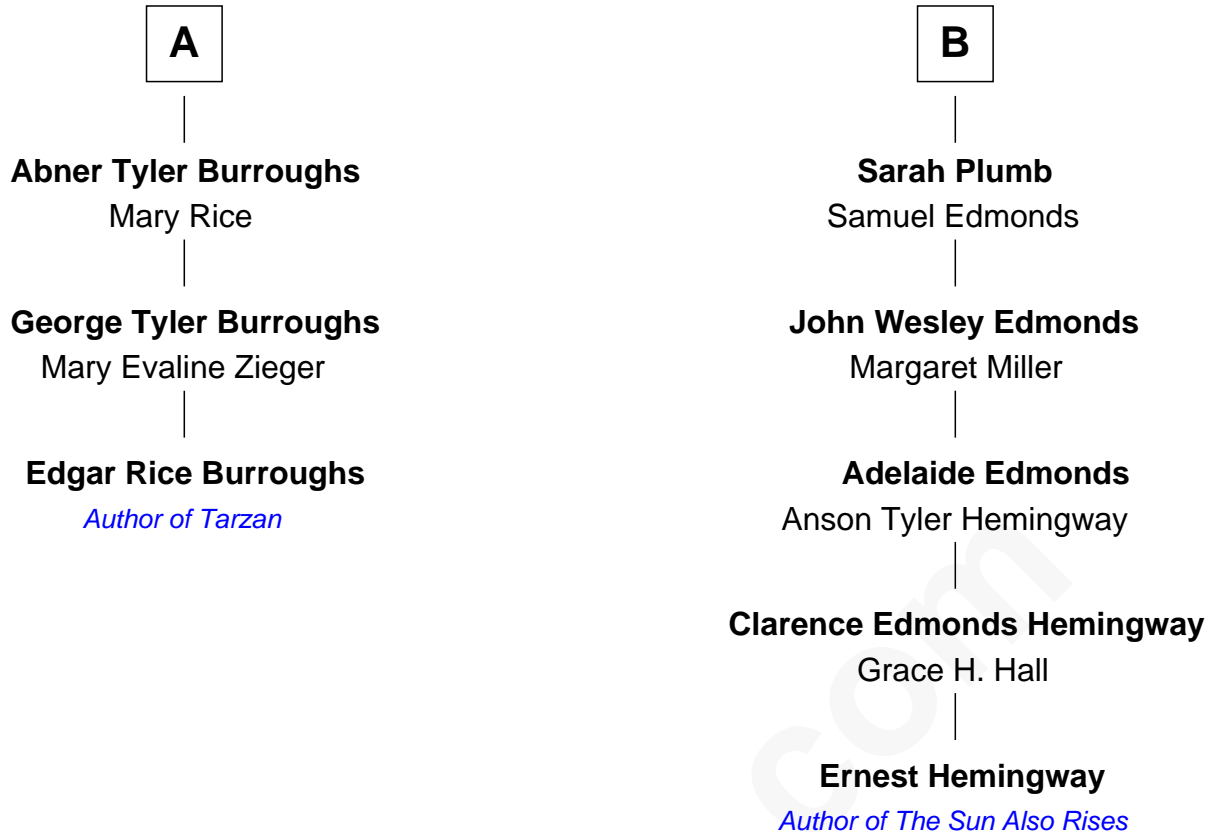 A
Abner Tyler Burroughs
Mary Rice
George Tyler Burroughs
Mary Evaline Zieger
Edgar Rice Burroughs
Author of Tarzan
B
Sarah Plumb
Samuel Edmonds
John Wesley Edmonds
Margaret Miller
Adelaide Edmonds
Anson Tyler Hemingway
Clarence Edmonds Hemingway
Grace H. Hall
Ernest Hemingway
Author of The Sun Also Rises
com